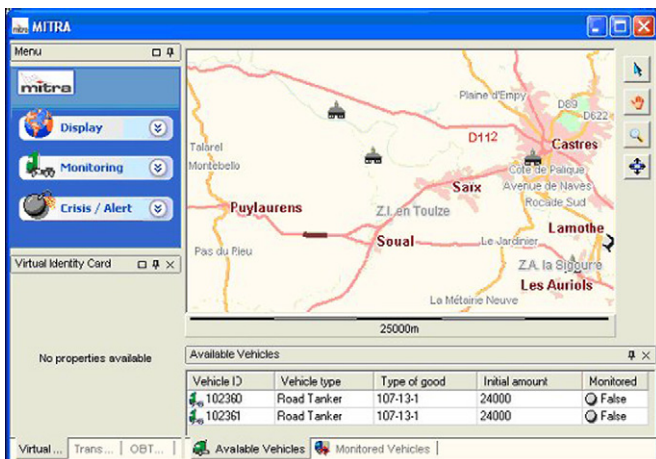 mitra MITRA
Menu
mitra
Display
Monitoring
Crisis / Alert
Virtual Identity Card
No properties available
Virtual ... Trans... OBT...
Plaine d'Empy
D89
D622
D112
Castres
Talarel
Montebello
Cote de Palique
Saix
Avenue de Naves
Rocade Sud
Puylaurens
Z.I. en Toulze
Lamothe
Soual
Le Jardinier
Pas du Rieu
Z.A. la Sigourre
Les Auriols
La Métairie Neuve
25000m
Available Vehicles
Vehicle ID Vehicle type Type of good Initial amount Monitored
102360 Road Tanker 107-13-1 24000 False
102361 Road Tanker 107-13-1 24000 False
Available Vehicles Monitored Vehicles